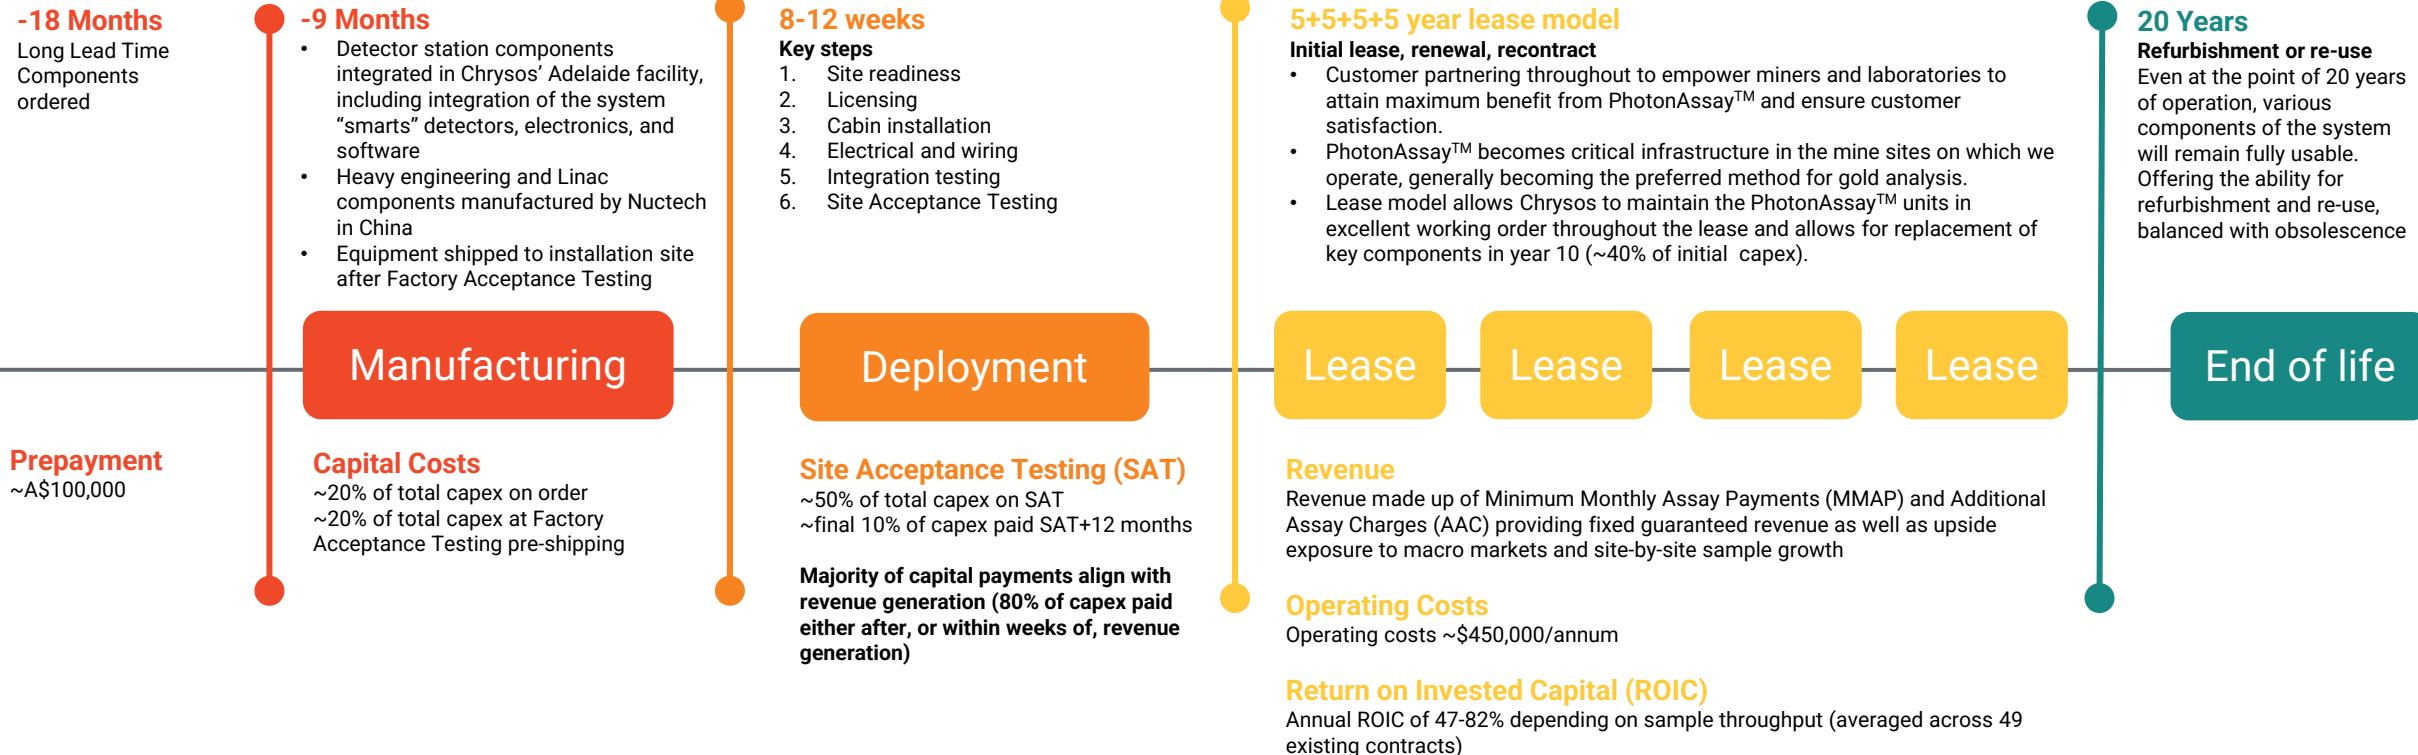 -18 Months
Long Lead Time
Components
ordered
-9 Months
• Detector station components
integrated in Chrysos’ Adelaide facility,
including integration of the system
“smarts” detectors, electronics, and
software
• Heavy engineering and Linac
components manufactured by Nuctech
in China
• Equipment shipped to installation site
after Factory Acceptance Testing
8-12 weeks
Key steps
1. Site readiness
2. Licensing
3. Cabin installation
4. Electrical and wiring
5. Integration testing
6. Site Acceptance Testing
5+5+5+5 year lease model
Initial lease, renewal, recontract
• Customer partnering throughout to empower miners and laboratories to
attain maximum benefit from PhotonAssay™ and ensure customer
satisfaction.
• PhotonAssay™ becomes critical infrastructure in the mine sites on which we
operate, generally becoming the preferred method for gold analysis.
• Lease model allows Chrysos to maintain the PhotonAssay™ units in
excellent working order throughout the lease and allows for replacement of
key components in year 10 (~40% of initial capex).
20 Years
Refurbishment or re-use
Even at the point of 20 years
of operation, various
components of the system
will remain fully usable.
Offering the ability for
refurbishment and re-use,
balanced with obsolescence
Manufacturing
Deployment
Lease
Lease
Lease
Lease
End of life
Prepayment
~A$100,000
Capital Costs
~20% of total capex on order
~20% of total capex at Factory
Acceptance Testing pre-shipping
Site Acceptance Testing (SAT)
~50% of total capex on SAT
~final 10% of capex paid SAT+12 months
Majority of capital payments align with
revenue generation (80% of capex paid
either after, or within weeks of, revenue
generation)
Revenue
Revenue made up of Minimum Monthly Assay Payments (MMAP) and Additional
Assay Charges (AAC) providing fixed guaranteed revenue as well as upside
exposure to macro markets and site-by-site sample growth
Operating Costs
Operating costs ~$450,000/annum
Return on Invested Capital (ROIC)
Annual ROIC of 47-82% depending on sample throughput (averaged across 49
existing contracts)